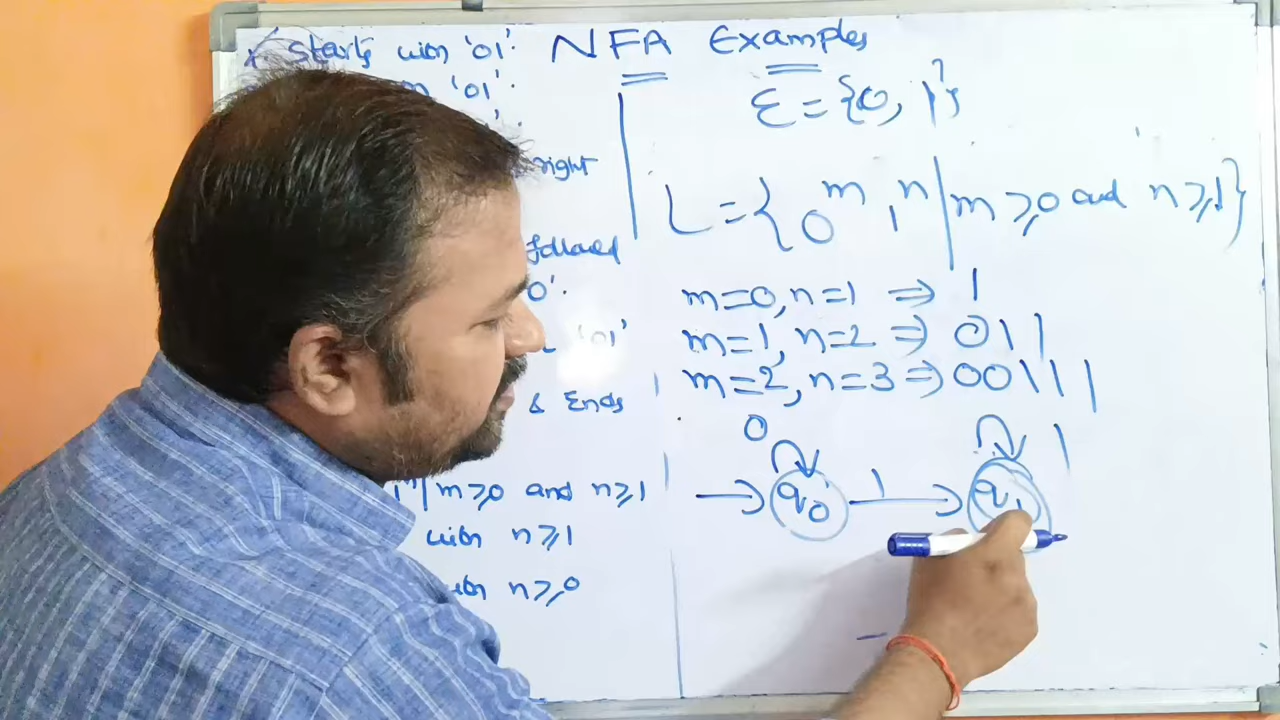 Starts with '01'. NFA Examples
'01'.
Σ = {0, 1}
right
L = { 0^m 1^n | m ≥ 0 and n ≥ 1 }
followed
0'.
m=0, n=1 ⇒ 1
'01'
m=1, n=2 ⇒ 011
m=2, n=3 ⇒ 00111
& Ends
0 1
1^n | m ≥ 0 and n ≥ 1
→ q0 1 → q1
with n ≥ 1
with n ≥ 0